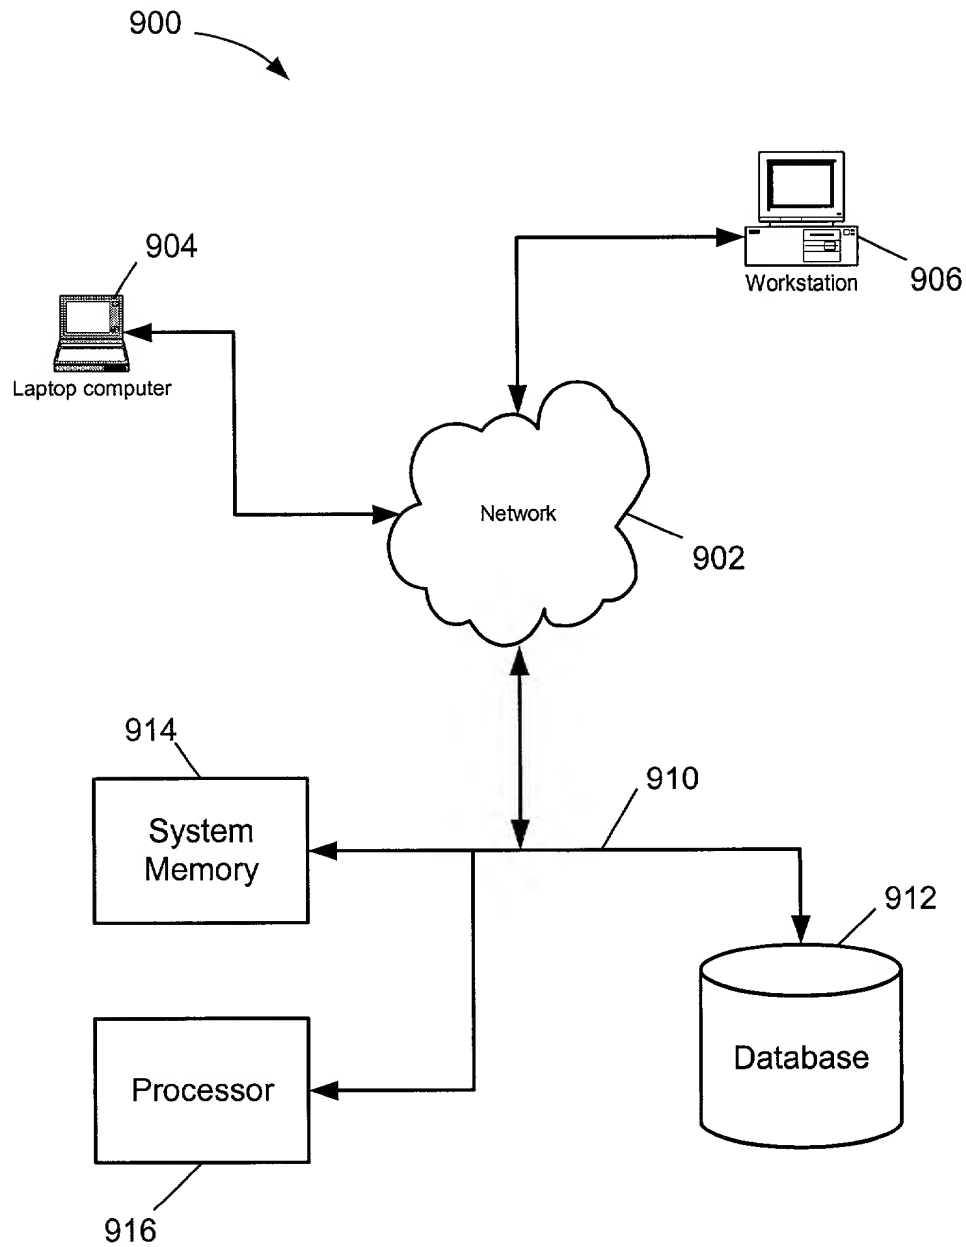 900
904
Laptop computer
906
Workstation
Network
902
914
System
Memory
910
912
Database
Processor
916